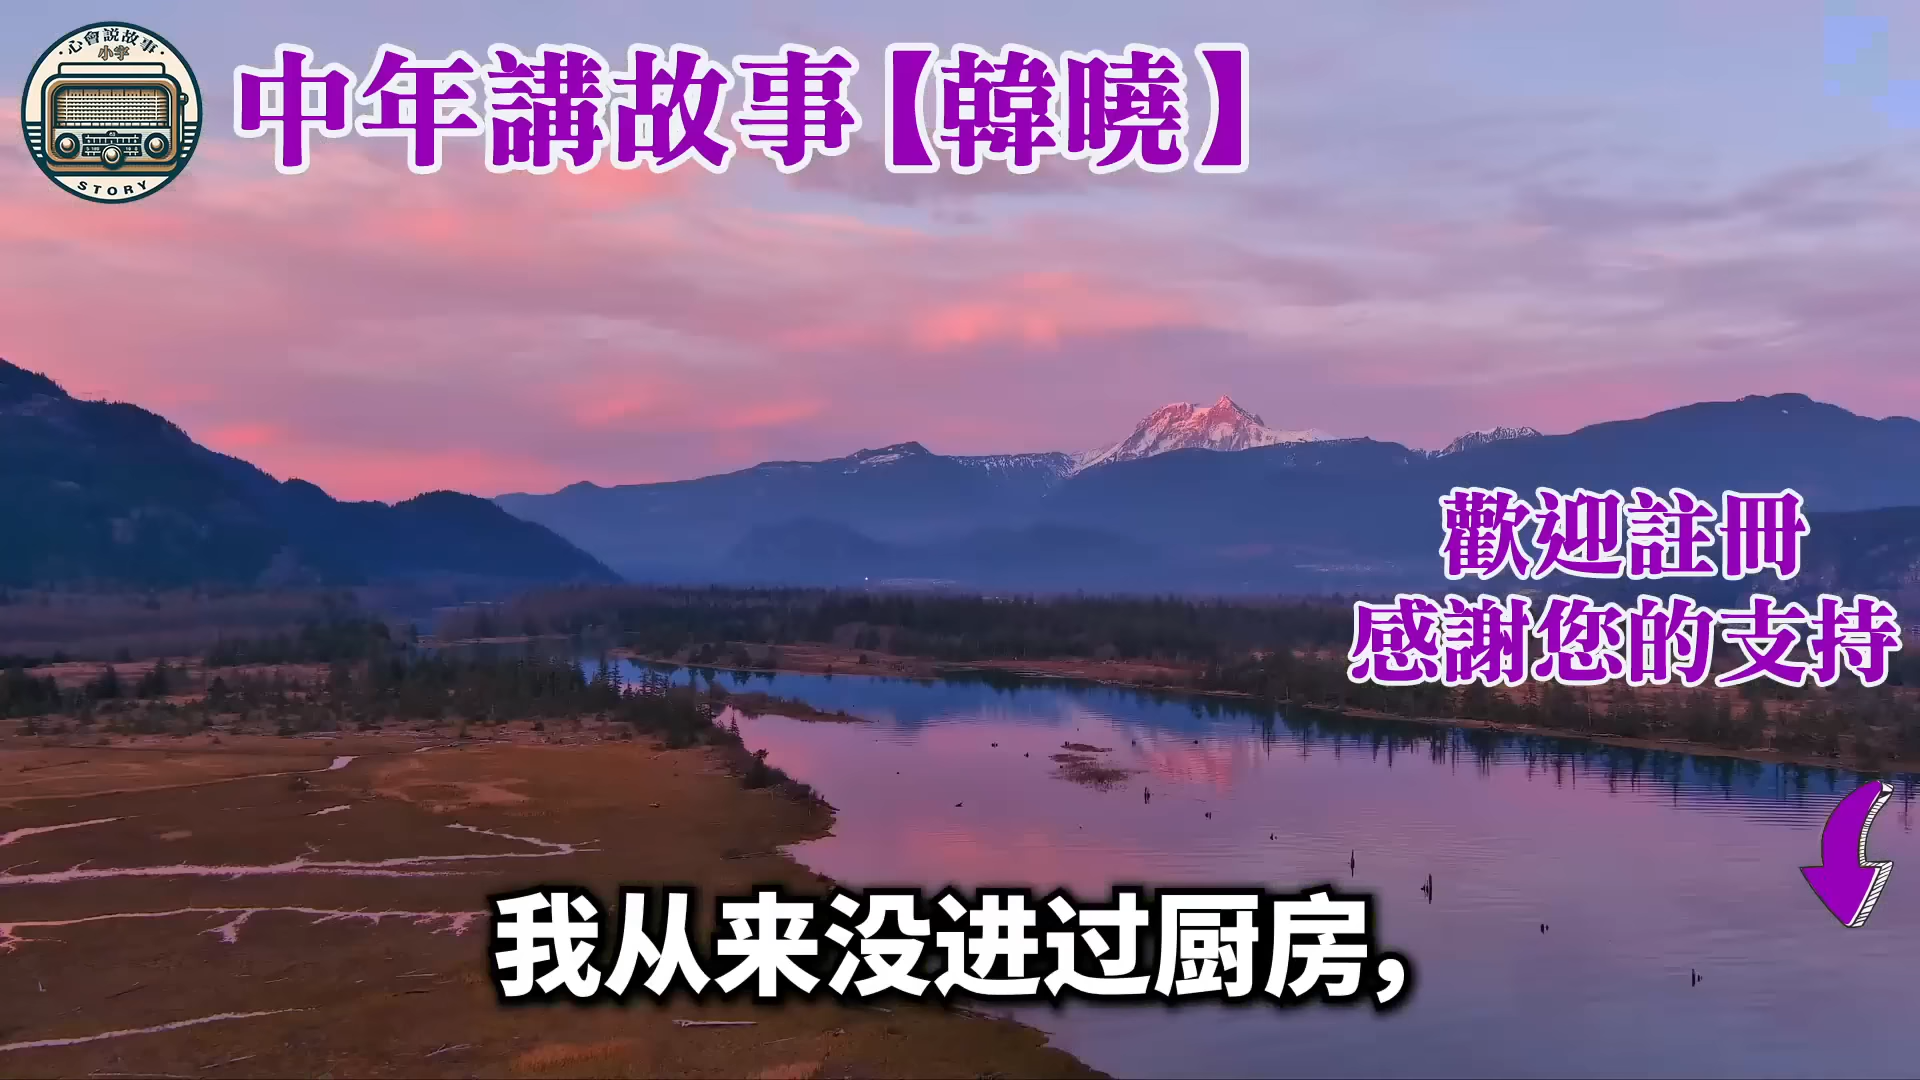 心會説故事
小宇
STORY
中年講故事【韓曉】
歡迎註冊
感謝您的支持
我从来没进过厨房,